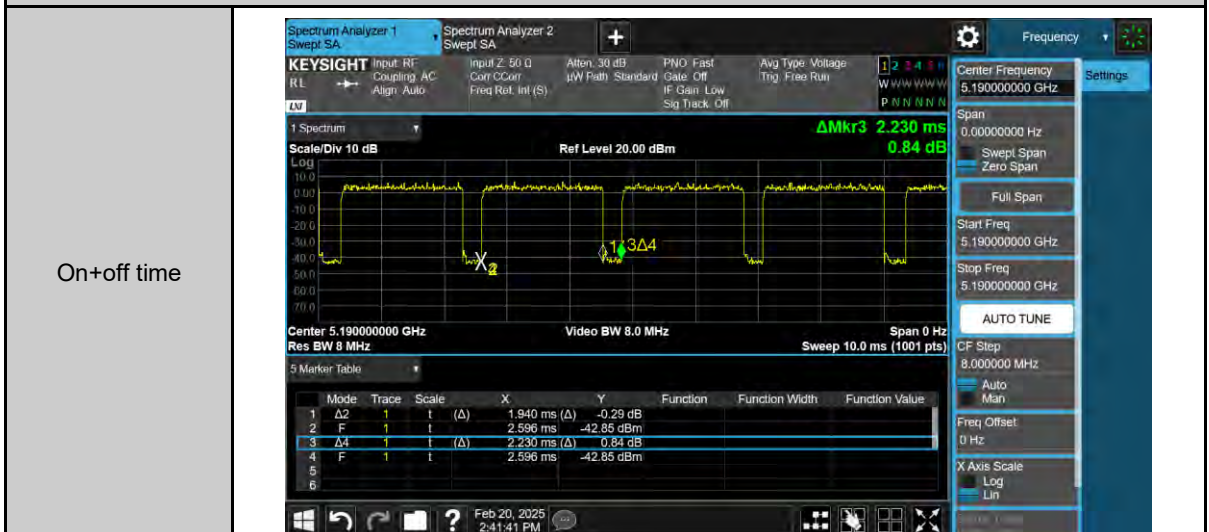 On+off time
Spectrum Analyzer 1
Swept SA
Spectrum Analyzer 2
Swept SA
+
Frequency
KEYSIGHT Input: RF
RL
Coupling: AC
Align: Auto
Input Z: 50 Ω
Corr CCorr
Freq Ref: Int (S)
Atten: 30 dB
µW Path: Standard
PNO: Fast
Gate: Off
IF Gain: Low
Sig Track: Off
Avg Type: Voltage
Trig: Free Run
1 2 3 4 5 6
W W W W W W
P N N N N N
LXI
Center Frequency
5.190000000 GHz
Settings
Span
0.00000000 Hz
Swept Span
Zero Span
Full Span
Start Freq
5.190000000 GHz
Stop Freq
5.190000000 GHz
AUTO TUNE
CF Step
8.000000 MHz
Auto
Man
Freq Offset
0 Hz
X Axis Scale
Log
Lin
1 Spectrum
ΔMkr3 2.230 ms
0.84 dB
Scale/Div 10 dB
Ref Level 20.00 dBm
Log
10.0
0.00
-10.0
-20.0
-30.0
-40.0
-50.0
-60.0
-70.0
3Δ4
Center 5.190000000 GHz
Video BW 8.0 MHz
Span 0 Hz
Res BW 8 MHz
Sweep 10.0 ms (1001 pts)
5 Marker Table
Mode Trace Scale X Y Function Function Width Function Value
1 Δ2 1 t (Δ) 1.940 ms (Δ) -0.29 dB
2 F 1 t 2.596 ms -42.85 dBm
3 Δ4 1 t (Δ) 2.230 ms (Δ) 0.84 dB
4 F 1 t 2.596 ms -42.85 dBm
5
6
?
Feb 20, 2025
2:41:41 PM